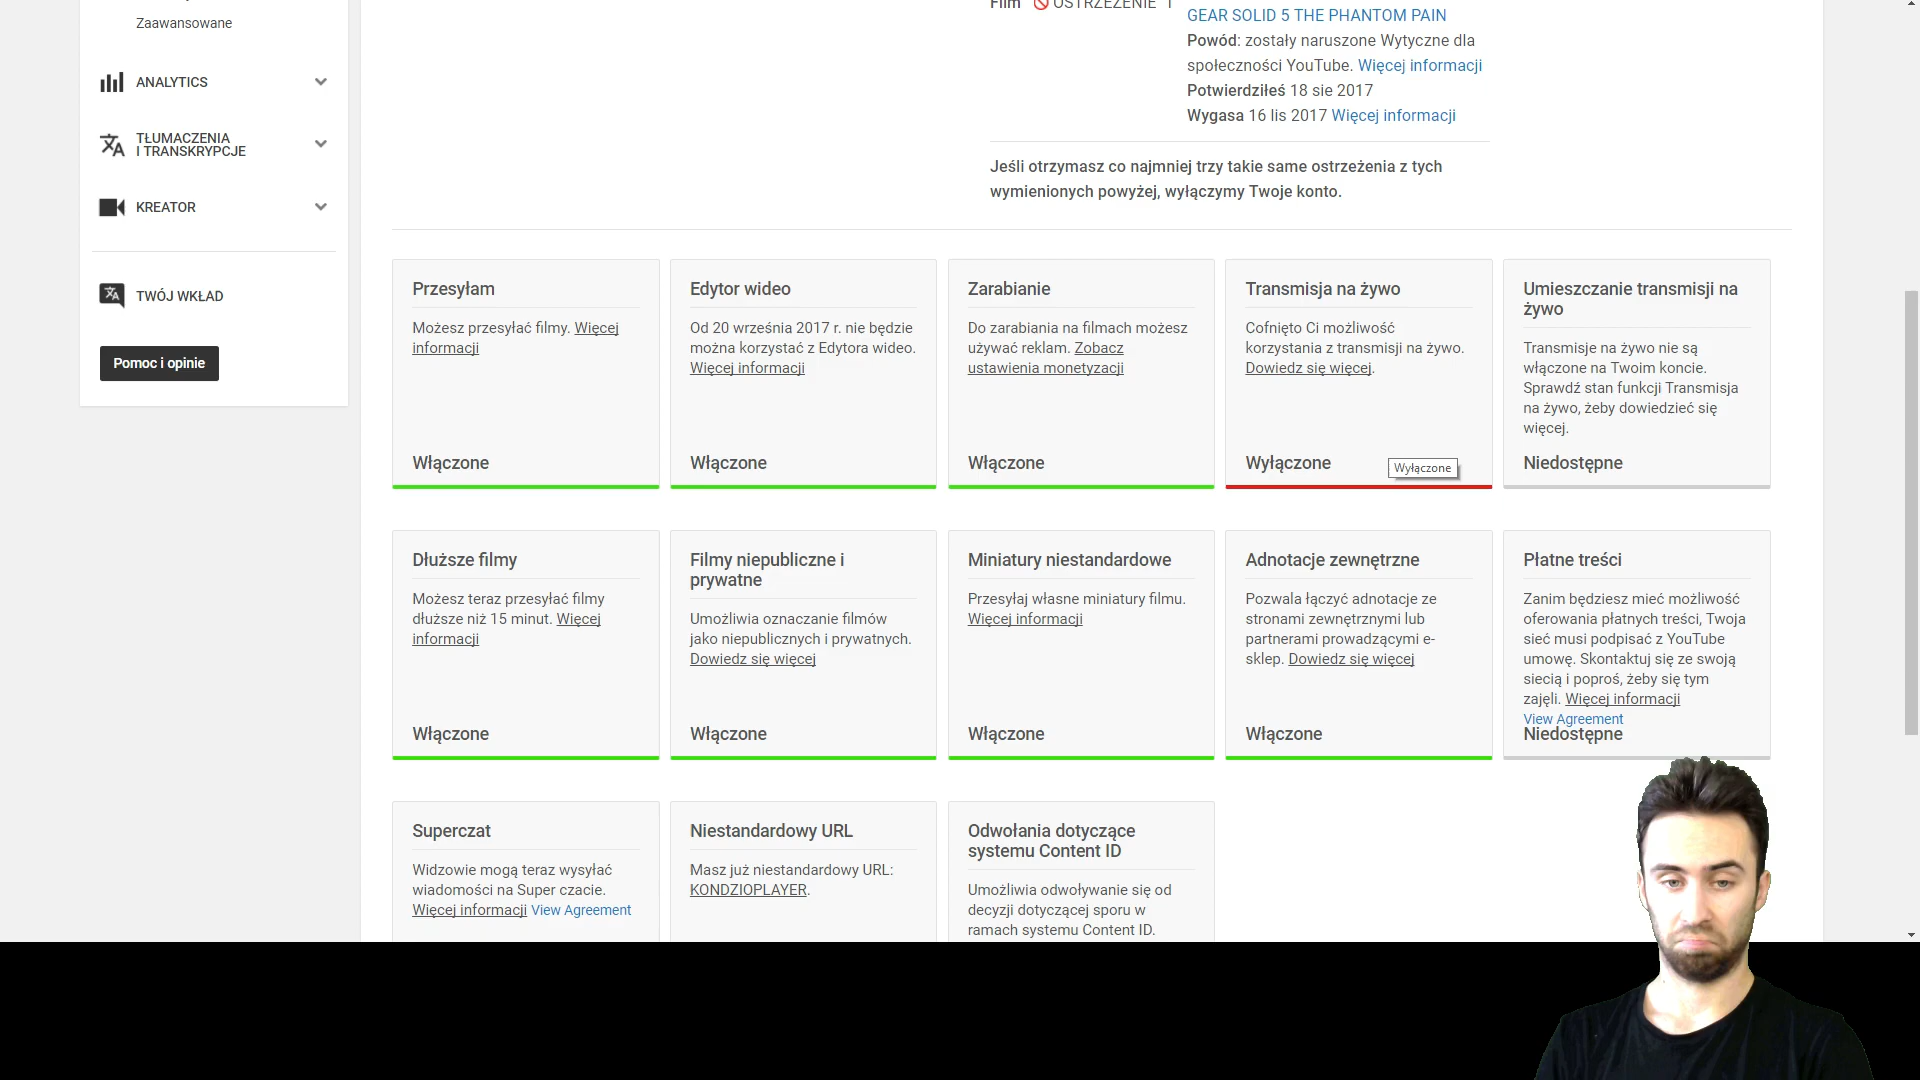 Zaawansowane
ANALYTICS
TŁUMACZENIA
I TRANSKRYPCJE
KREATOR
TWÓJ WKŁAD
Pomoc i opinie
Film OSTRZEŻENIE 1
GEAR SOLID 5 THE PHANTOM PAIN
Powód: zostały naruszone Wytyczne dla
społeczności YouTube. Więcej informacji
Potwierdziłeś 18 sie 2017
Wygasa 16 lis 2017 Więcej informacji
Jeśli otrzymasz co najmniej trzy takie same ostrzeżenia z tych
wymienionych powyżej, wyłączymy Twoje konto.
Przesyłam
Możesz przesyłać filmy. Więcej
informacji
Włączone
Edytor wideo
Od 20 września 2017 r. nie będzie
można korzystać z Edytora wideo.
Więcej informacji
Włączone
Zarabianie
Do zarabiania na filmach możesz
używać reklam. Zobacz
ustawienia monetyzacji
Włączone
Transmisja na żywo
Cofnięto Ci możliwość
korzystania z transmisji na żywo.
Dowiedz się więcej.
Wyłączone
Wyłączone
Umieszczanie transmisji na
żywo
Transmisje na żywo nie są
włączone na Twoim koncie.
Sprawdź stan funkcji Transmisja
na żywo, żeby dowiedzieć się
więcej.
Niedostępne
Dłuższe filmy
Możesz teraz przesyłać filmy
dłuższe niż 15 minut. Więcej
informacji
Włączone
Filmy niepubliczne i
prywatne
Umożliwia oznaczanie filmów
jako niepublicznych i prywatnych.
Dowiedz się więcej
Włączone
Miniatury niestandardowe
Przesyłaj własne miniatury filmu.
Więcej informacji
Włączone
Adnotacje zewnętrzne
Pozwala łączyć adnotacje ze
stronami zewnętrznymi lub
partnerami prowadzącymi e-
sklep. Dowiedz się więcej
Włączone
Płatne treści
Zanim będziesz mieć możliwość
oferowania płatnych treści, Twoja
sieć musi podpisać z YouTube
umowę. Skontaktuj się ze swoją
siecią i poproś, żeby się tym
zajęli. Więcej informacji
View Agreement
Niedostępne
Superczat
Widzowie mogą teraz wysyłać
wiadomości na Super czacie.
Więcej informacji View Agreement
Niestandardowy URL
Masz już niestandardowy URL:
KONDZIOPLAYER.
Odwołania dotyczące
systemu Content ID
Umożliwia odwoływanie się od
decyzji dotyczącej sporu w
ramach systemu Content ID.